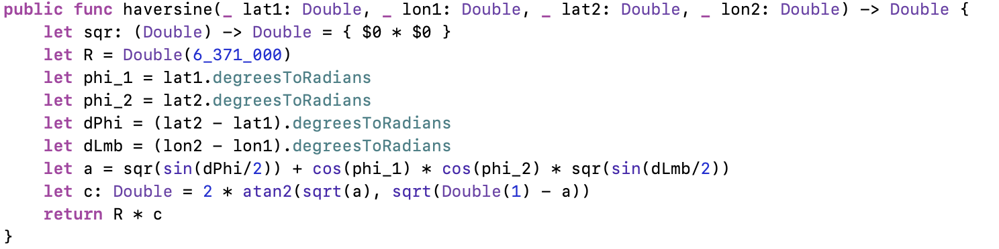 public func haversine(_ lat1: Double, _ lon1: Double, _ lat2: Double, _ lon2: Double) -> Double {
    let sqr: (Double) -> Double = { $0 * $0 }
    let R = Double(6_371_000)
    let phi_1 = lat1.degreesToRadians
    let phi_2 = lat2.degreesToRadians
    let dPhi = (lat2 - lat1).degreesToRadians
    let dLmb = (lon2 - lon1).degreesToRadians
    let a = sqr(sin(dPhi/2)) + cos(phi_1) * cos(phi_2) * sqr(sin(dLmb/2))
    let c: Double = 2 * atan2(sqrt(a), sqrt(Double(1) - a))
    return R * c
}